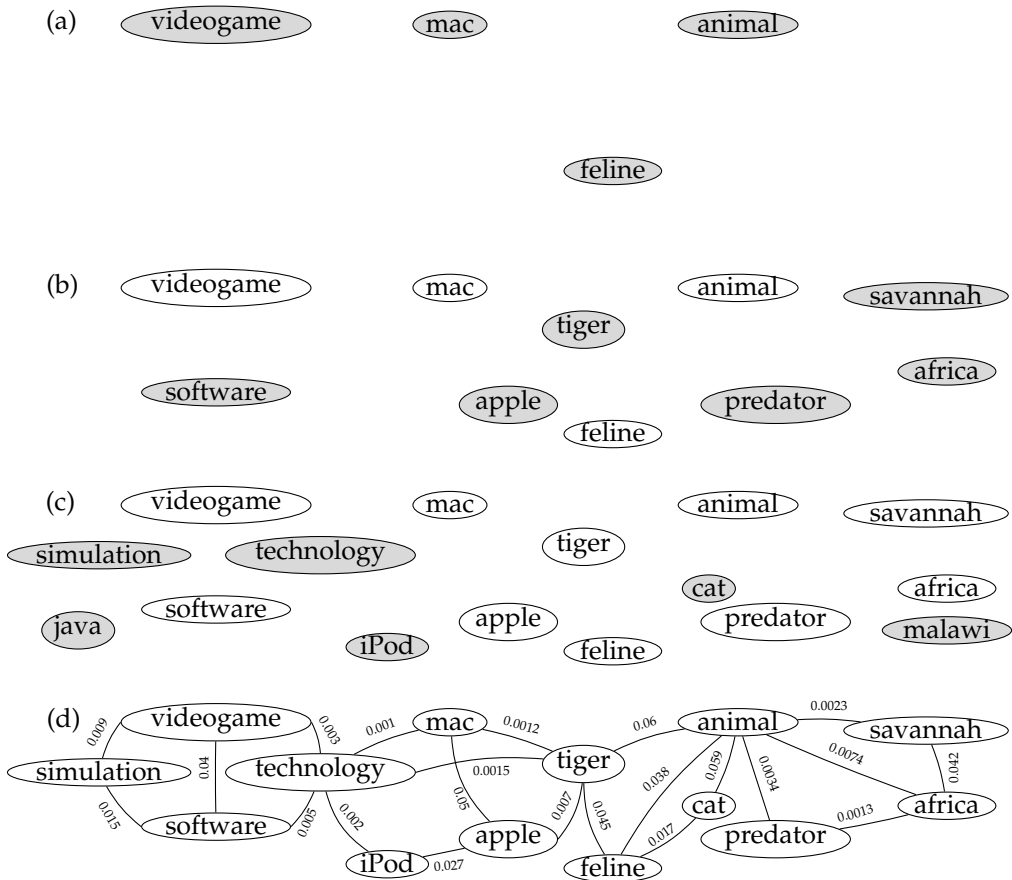 (a) videogame mac animal
feline
(b) videogame mac animal savannah
tiger
software apple predator africa
feline
(c) videogame mac animal savannah
simulation technology tiger
java software iPod apple feline cat predator africa malawi
(d) videogame mac animal savannah
0.009 0.003 0.001 0.0012 0.06 0.0023
simulation technology tiger
0.04 0.0015 0.038 0.059 0.0034 0.0074 0.042
0.015 0.005 0.002 0.05 0.007 0.045 cat 0.0013 africa
software apple 0.017 predator
iPod 0.027 feline